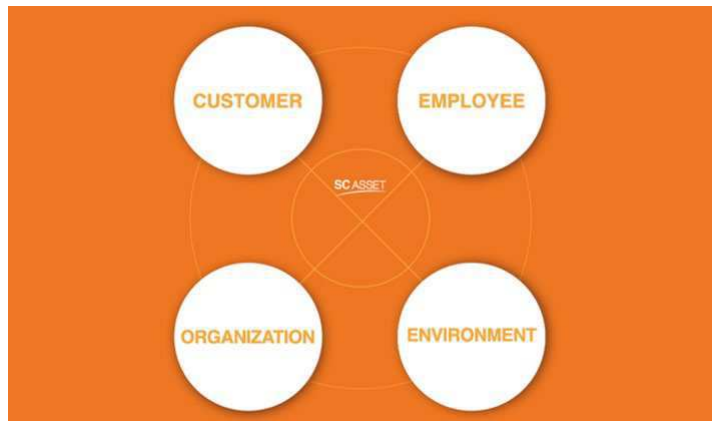 CUSTOMER
EMPLOYEE
SC ASSET
ORGANIZATION
ENVIRONMENT